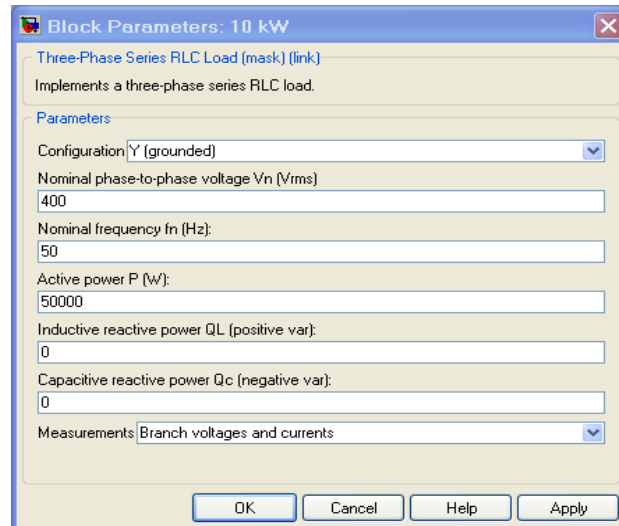 Block Parameters: 10 kW
Three-Phase Series RLC Load (mask) (link)
Implements a three-phase series RLC load.
Parameters
Configuration Y (grounded)
Nominal phase-to-phase voltage Vn (Vrms)
400
Nominal frequency fn (Hz):
50
Active power P (W):
50000
Inductive reactive power QL (positive var):
0
Capacitive reactive power Qc (negative var):
0
Measurements Branch voltages and currents
OK Cancel Help Apply